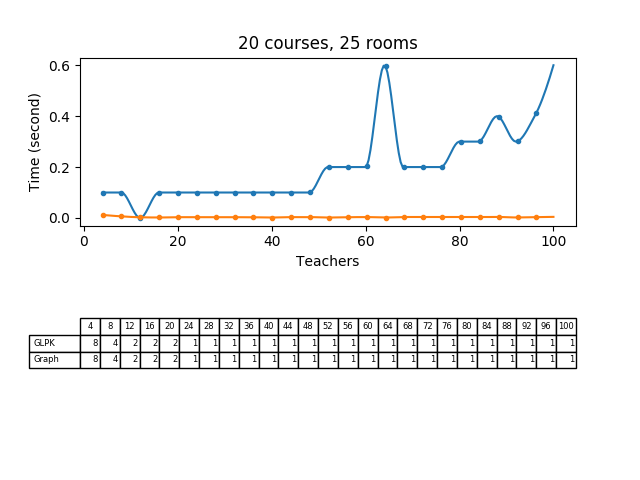 20 courses, 25 rooms
0.6
0.4
0.2
0.0
Time (second)
0 20 40 60 80 100
Teachers
4 8 12 16 20 24 28 32 36 40 44 48 52 56 60 64 68 72 76 80 84 88 92 96 100
GLPK 8 4 2 2 2 1 1 1 1 1 1 1 1 1 1 1 1 1 1 1 1 1 1 1 1
Graph 8 4 2 2 2 1 1 1 1 1 1 1 1 1 1 1 1 1 1 1 1 1 1 1 1